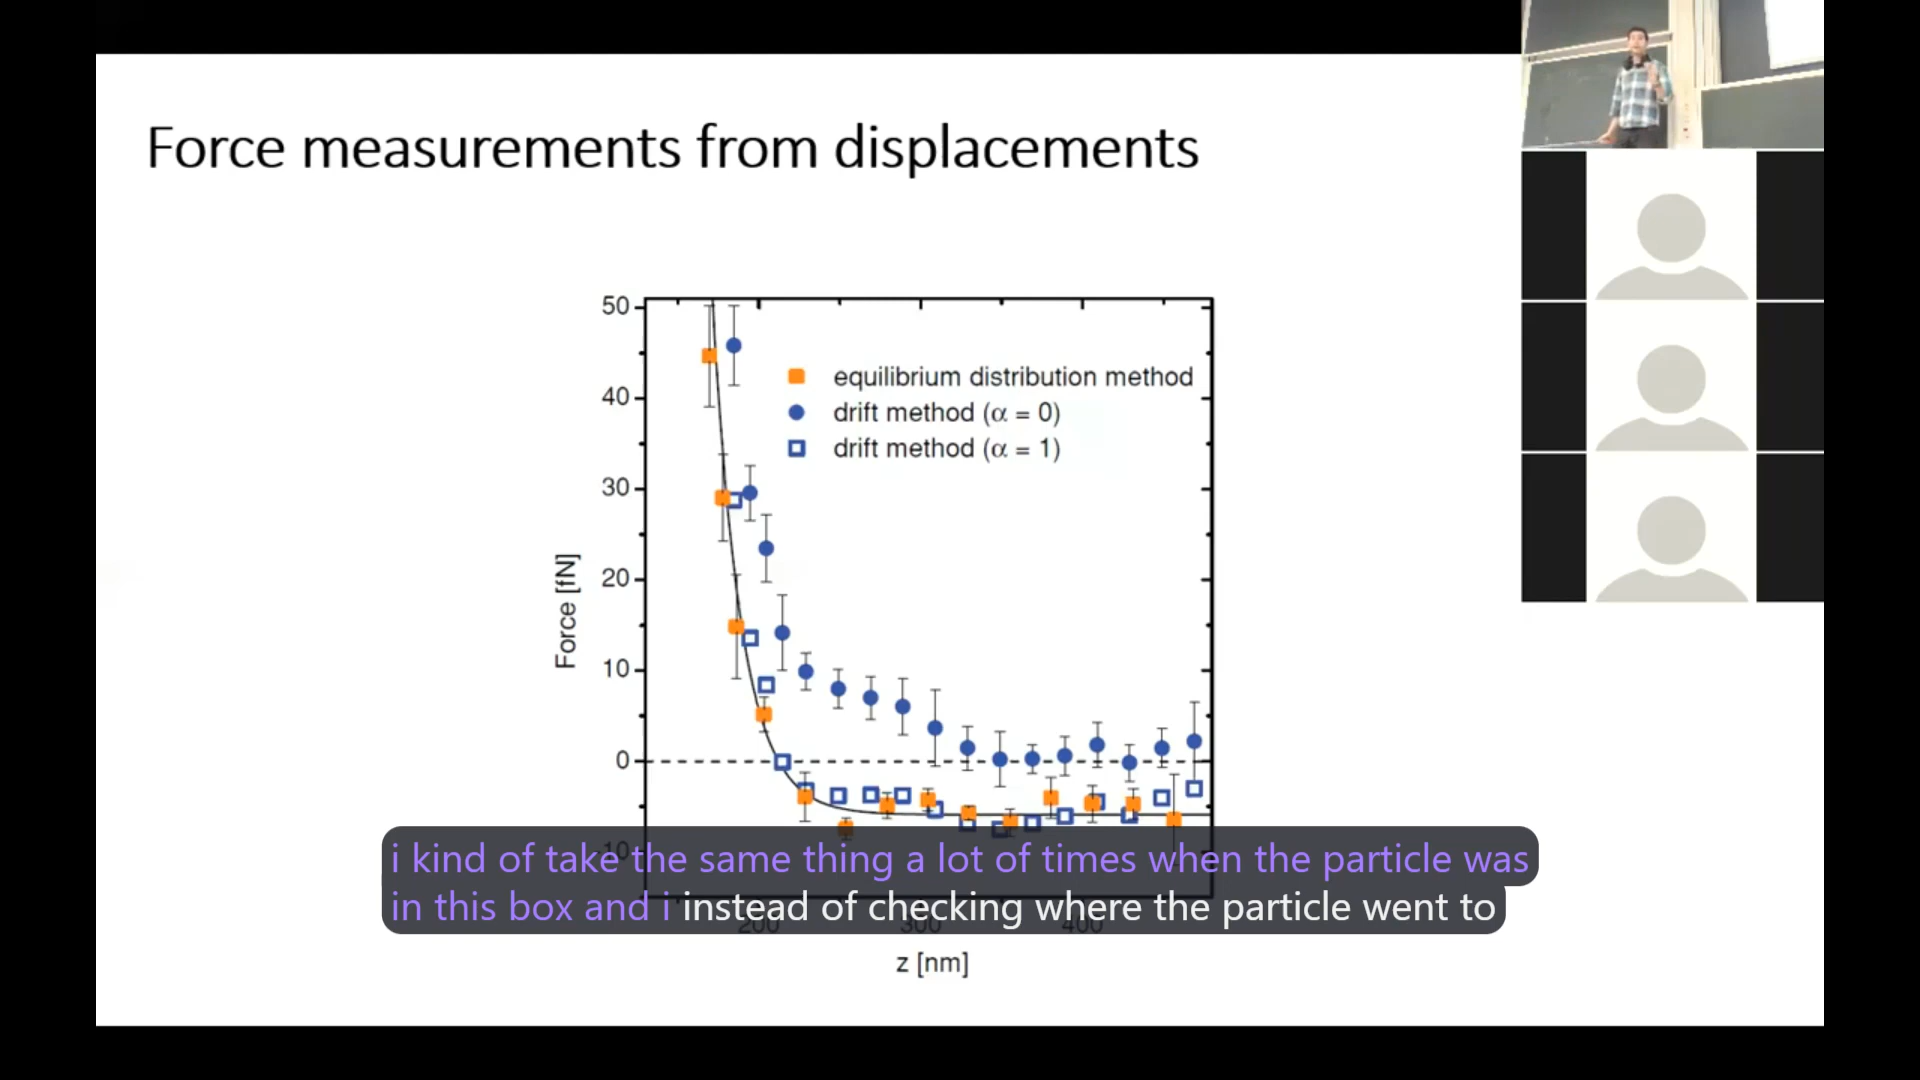 Force measurements from displacements
50
40
30
20
10
0
10
Force [fN]
equilibrium distribution method
drift method (α = 0)
drift method (α = 1)
i kind of take the same thing a lot of times when the particle was
in this box and i instead of checking where the particle went to
200
300
400
z [nm]